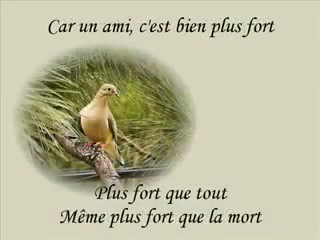 Car un ami, c'est bien plus fort
Plus fort que tout
Même plus fort que la mort